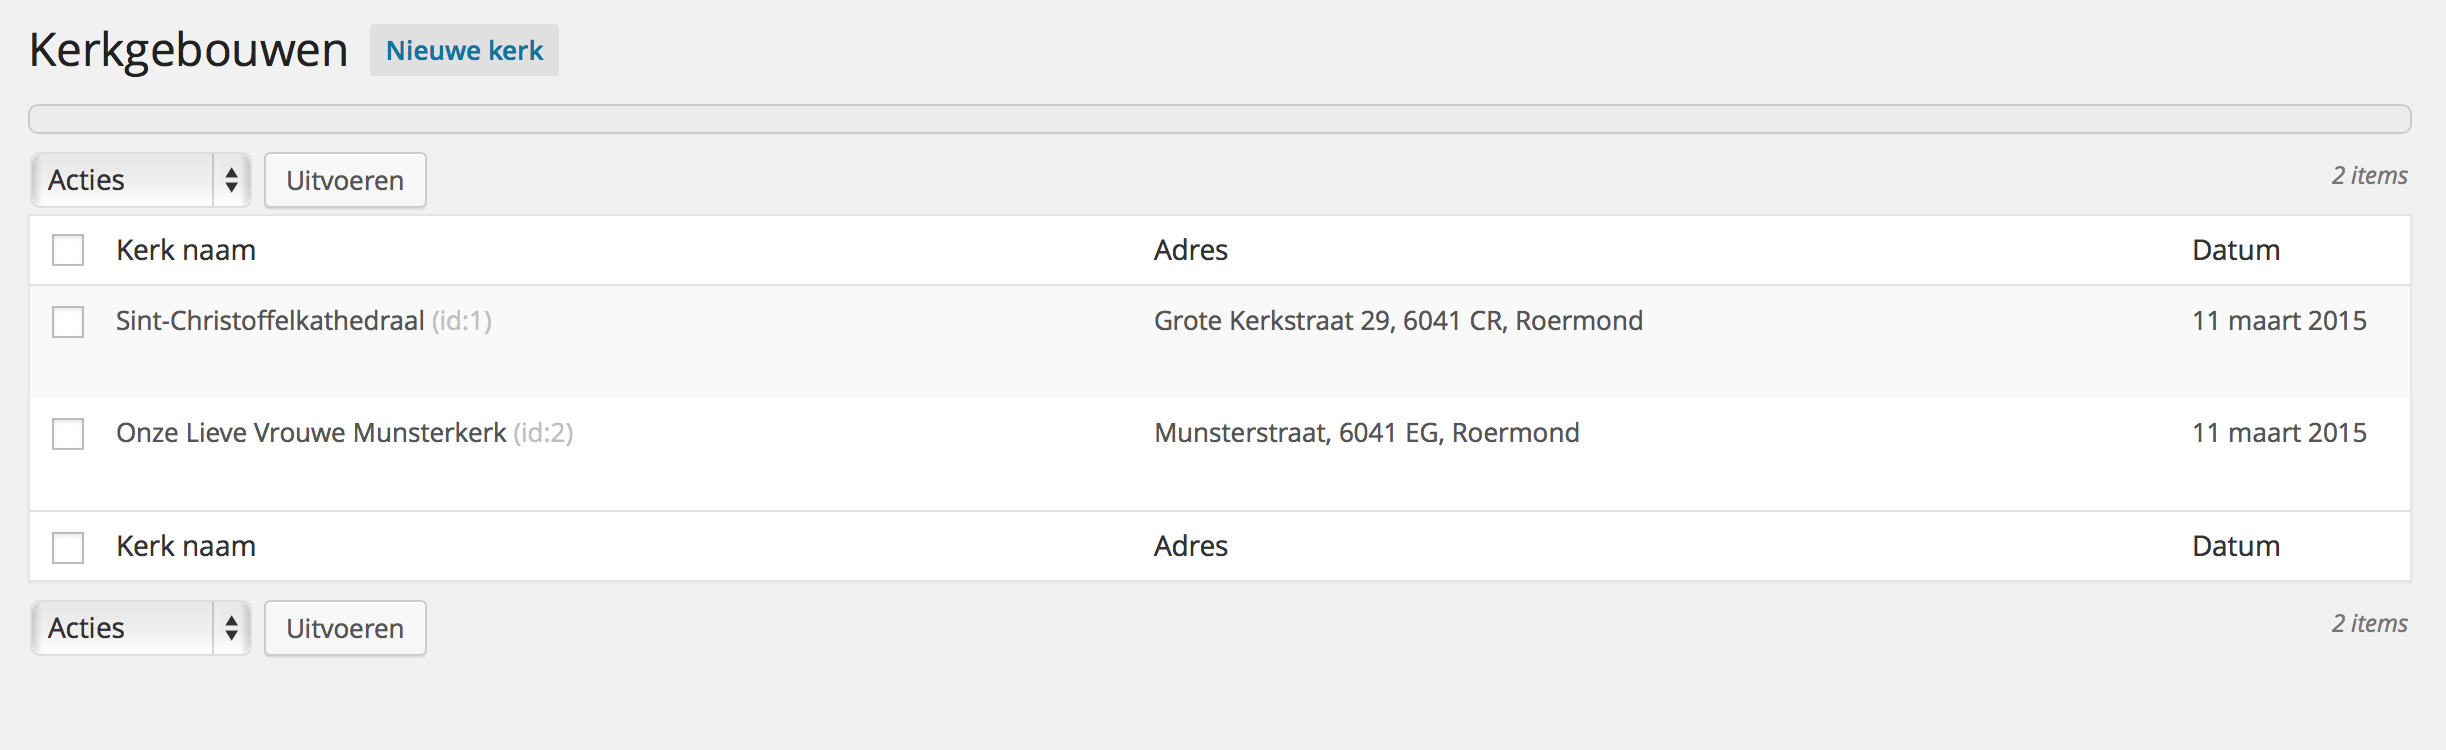 Kerkgebouwen Nieuwe kerk
Acties Uitvoeren 2 items
Kerk naam Adres Datum
Sint-Christoffelkathedraal (id:1) Grote Kerkstraat 29, 6041 CR, Roermond 11 maart 2015
Onze Lieve Vrouwe Munsterkerk (id:2) Munsterstraat, 6041 EG, Roermond 11 maart 2015
Kerk naam Adres Datum
Acties Uitvoeren 2 items